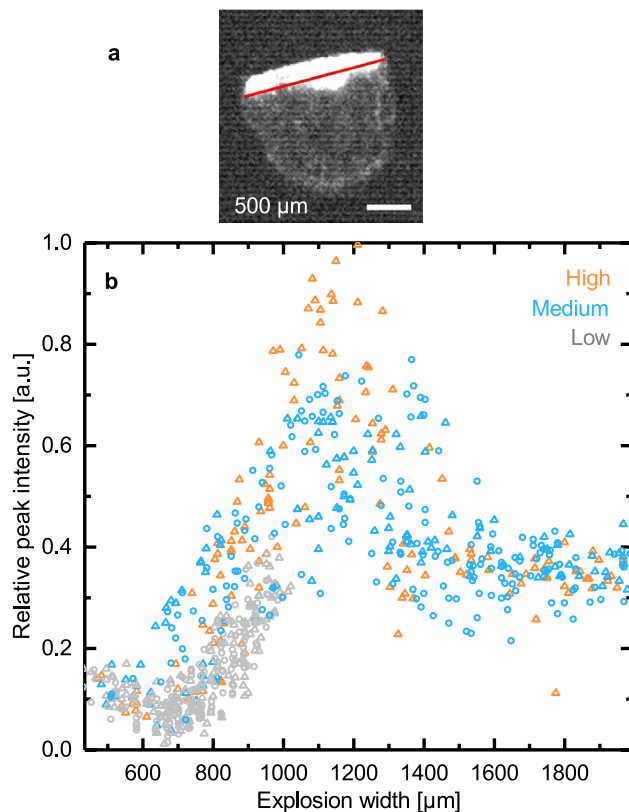 a
500 µm
b
High
Medium
Low
Relative peak intensity [a.u.]
1.0
0.8
0.6
0.4
0.2
0.0
600 800 1000 1200 1400 1600 1800
Explosion width [µm]